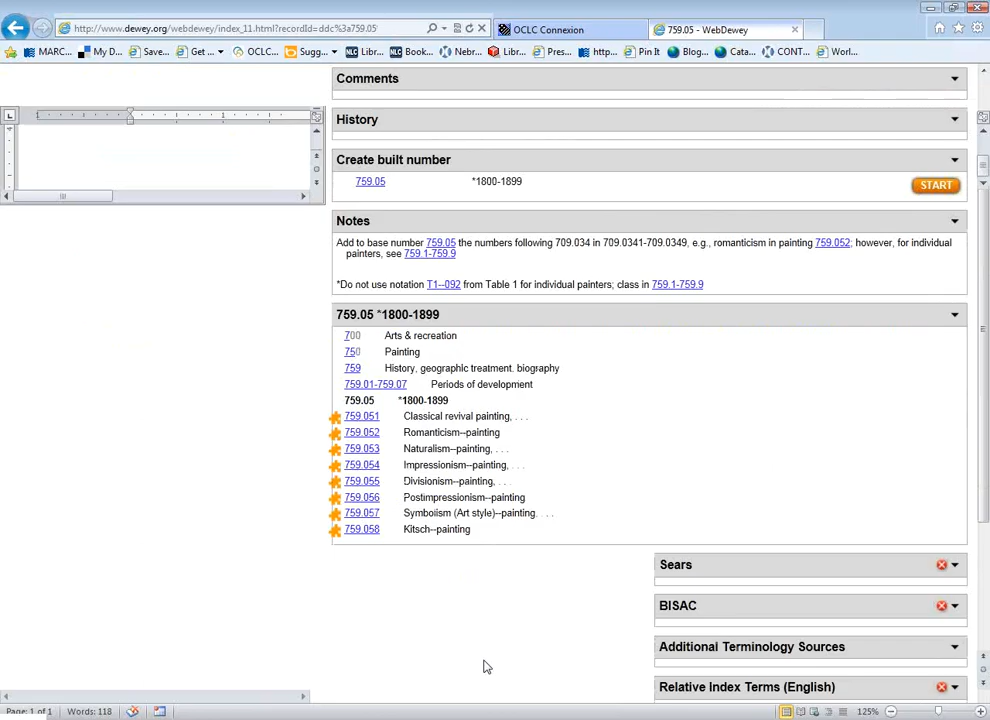 http://www.dewey.org/webdewey/index_11.html?recordId=ddc%3a759.05
OCLC Connexion
759.05 - WebDewey
MARC...
My D...
Save...
Get ...
OCLC...
Sugg...
Libr...
Book...
Nebr...
Libr...
Pres...
http...
Pin It
Blog...
Cata...
CONT...
Worl...
Comments
History
Create built number
759.05 *1800-1899 START
Notes
Add to base number 759.05 the numbers following 709.034 in 709.0341-709.0349, e.g., romanticism in painting 759.052; however, for individual
painters, see 759.1-759.9
*Do not use notation T1--092 from Table 1 for individual painters; class in 759.1-759.9
759.05 *1800-1899
700 Arts & recreation
750 Painting
759 History, geographic treatment. biography
759.01-759.07 Periods of development
759.05 *1800-1899
759.051 Classical revival painting, . . .
759.052 Romanticism--painting
759.053 Naturalism--painting, . . .
759.054 Impressionism--painting, . . .
759.055 Divisionism--painting, . . .
759.056 Postimpressionism--painting
759.057 Symbolism (Art style)--painting. . . .
759.058 Kitsch--painting
Sears
BISAC
Additional Terminology Sources
Relative Index Terms (English)
Page: 1 of 1 Words: 118 125%